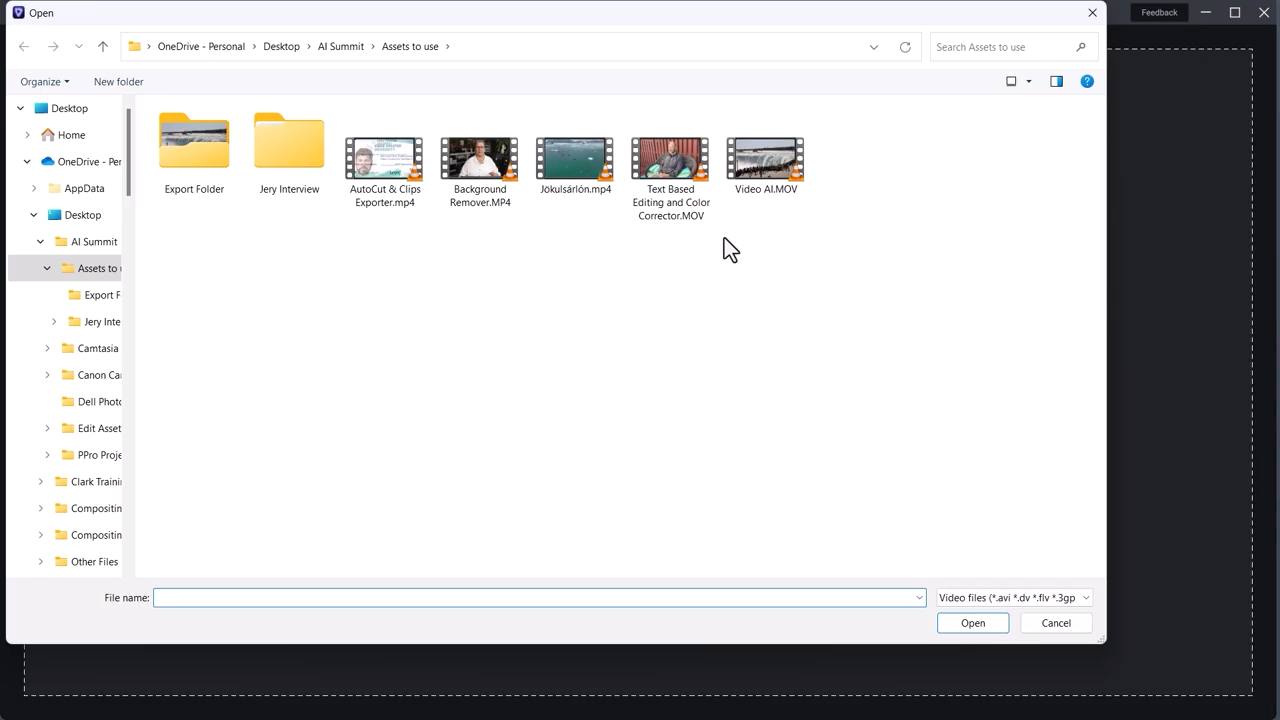 Open
Feedback
OneDrive - Personal
Desktop
AI Summit
Assets to use
Search Assets to use
Organize
New folder
Desktop
Home
OneDrive - Per
AppData
Desktop
AI Summit
Assets to u
Export F
Jery Inte
Camtasia
Canon Ca
Dell Phot
Edit Asset
PPro Proje
Clark Traini
Compositin
Compositin
Other Files
Export Folder
Jery Interview
AutoCut & Clips
Exporter.mp4
Background
Remover.MP4
Jökulsárlón.mp4
Text Based
Editing and Color
Corrector.MOV
Video AI.MOV
File name:
Video files (*.avi *.dv *.flv *.3gp
Open
Cancel